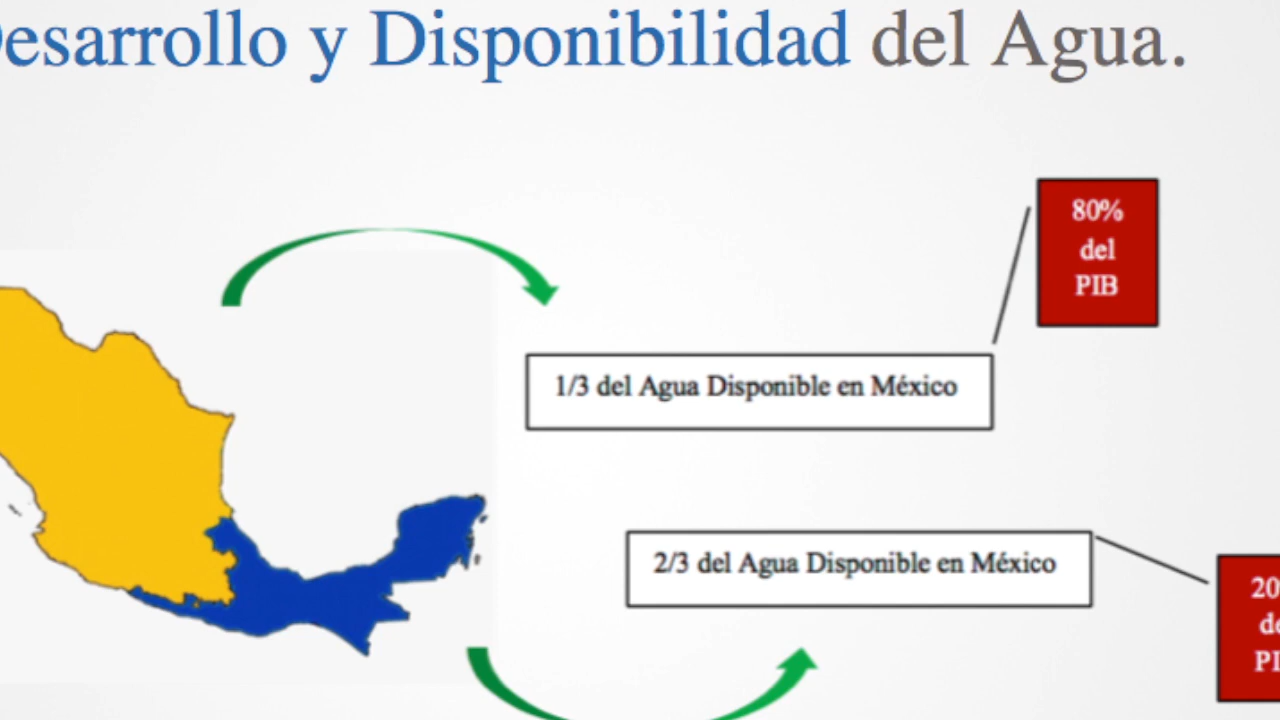 esarrollo y Disponibilidad del Agua.
80%
del
PIB
1/3 del Agua Disponible en México
2/3 del Agua Disponible en México
20